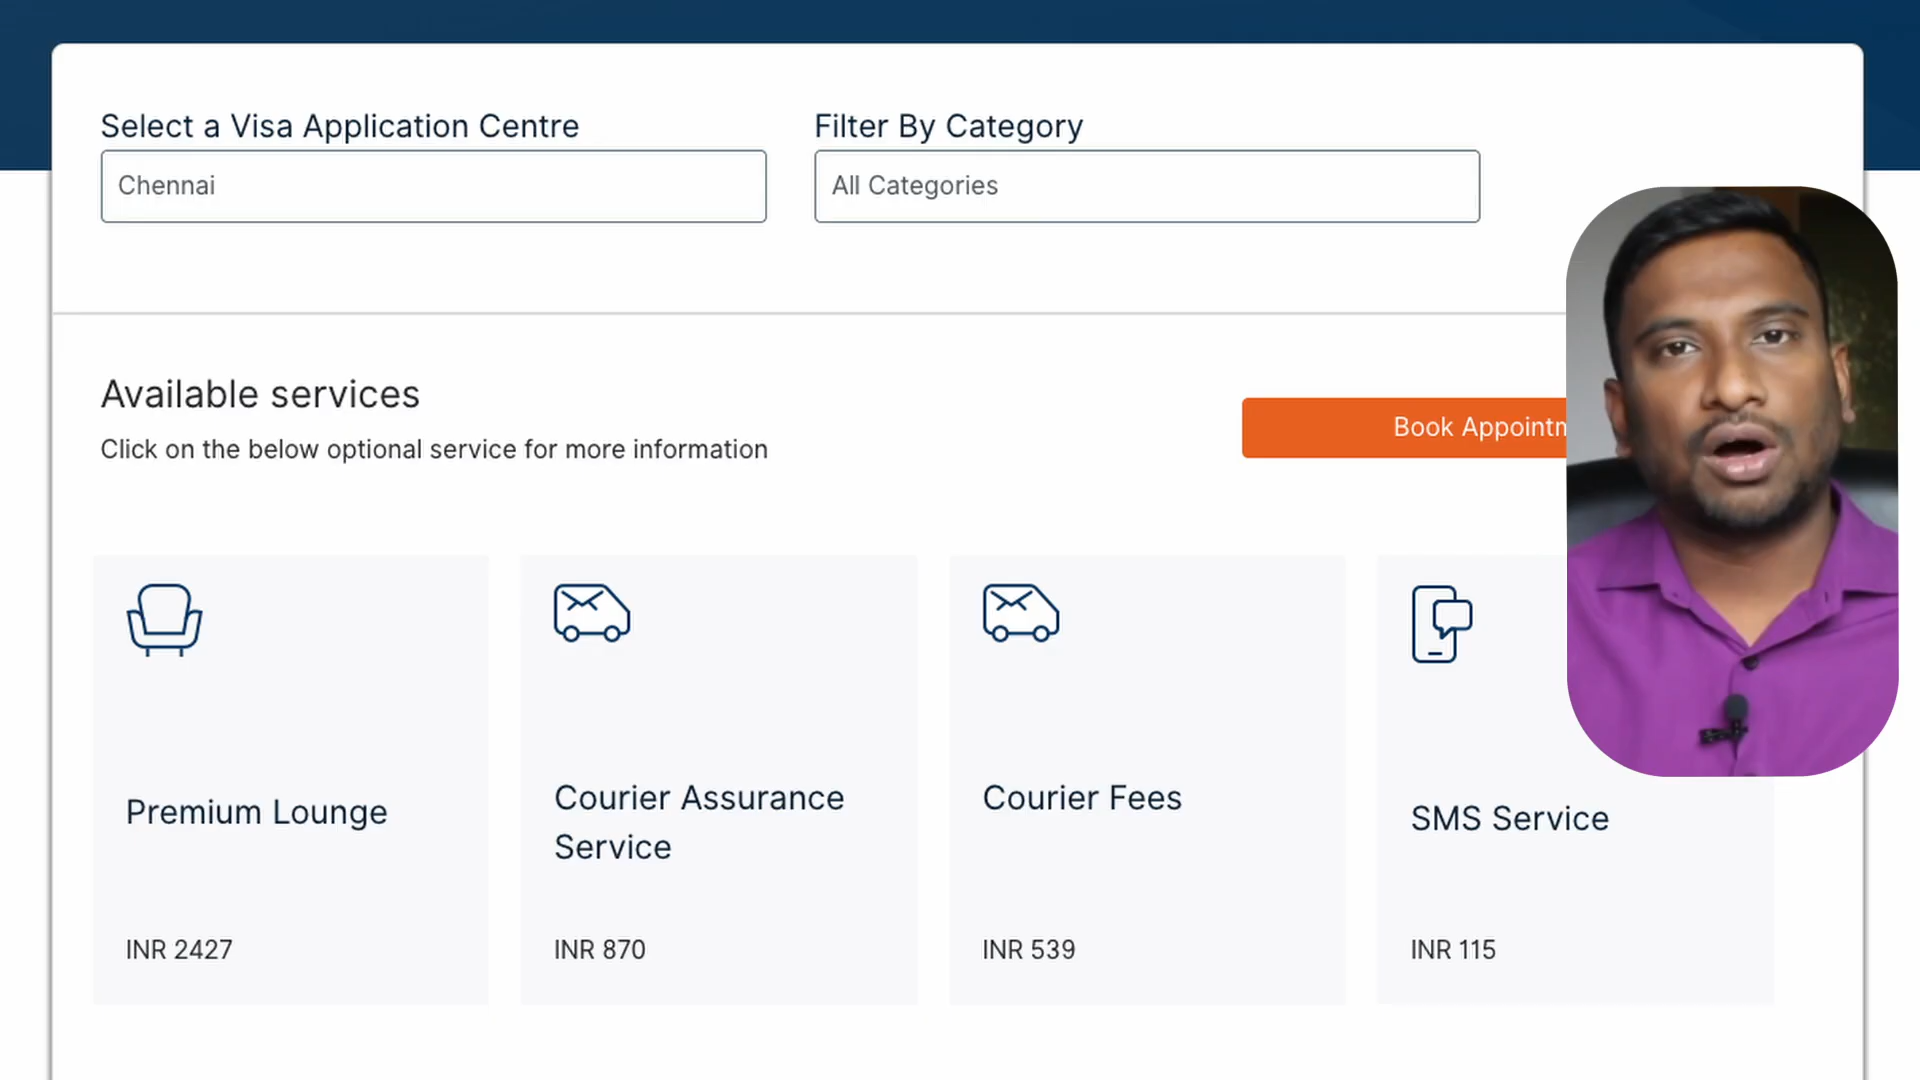 Select a Visa Application Centre
Chennai
Filter By Category
All Categories
Available services
Click on the below optional service for more information
Book
Premium Lounge
INR 2427
Courier Assurance
Service
INR 870
Courier Fees
INR 539
SMS Service
INR 115